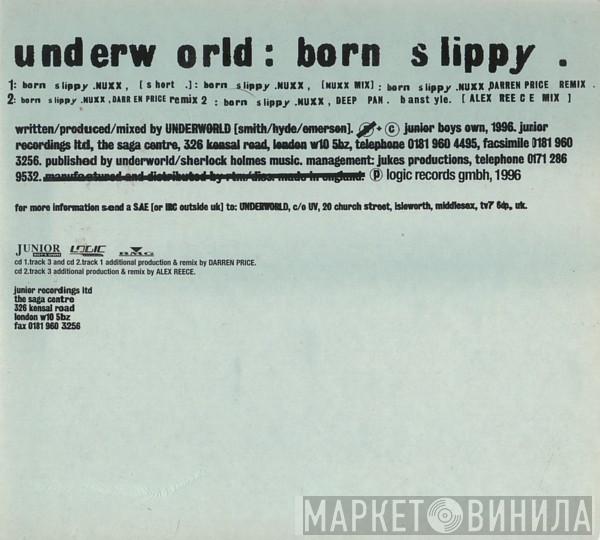 underw orld: born slippy .
1: born slippy .NUXX, [short .]: born slippy .NUXX, [NUXX MIX] : born slippy .NUXX,DARREN PRICE REMIX .
2: born slippy .NUXX,DARR EN PRICE remix 2 : born slippy .NUXX, DEEP PAN. banst yle. [ALEX REE C E MIX ]
written/produced/mixed by UNDERWORLD [smith/hyde/emerson]. ℗+© junior boys own, 1996. junior
recordings ltd, the saga centre, 326 kensal road, london w10 5bz, telephone 0181 960 4495, facsimile 0181 960
3256. published by underworld/sherlock holmes music. management: jukes productions, telephone 0171 286
9532. manufactured and distributed by rtm/disc. made in england. ℗ logic records gmbh, 1996
for more information send a SAE [or IRC outside uk] to: UNDERWORLD, c/o UV, 20 church street, isleworth, middlesex, tw7 6dp, uk.
JUNIOR LOGIC BMG
cd 1.track 3 and cd 2.track 1 additional production & remix by DARREN PRICE.
cd 2.track 3 additional production & remix by ALEX REECE.
junior recordings ltd
the saga centre
326 kensal road
london w10 5bz
fax 0181 960 3256
МАРКЕТ ВИНИЛА